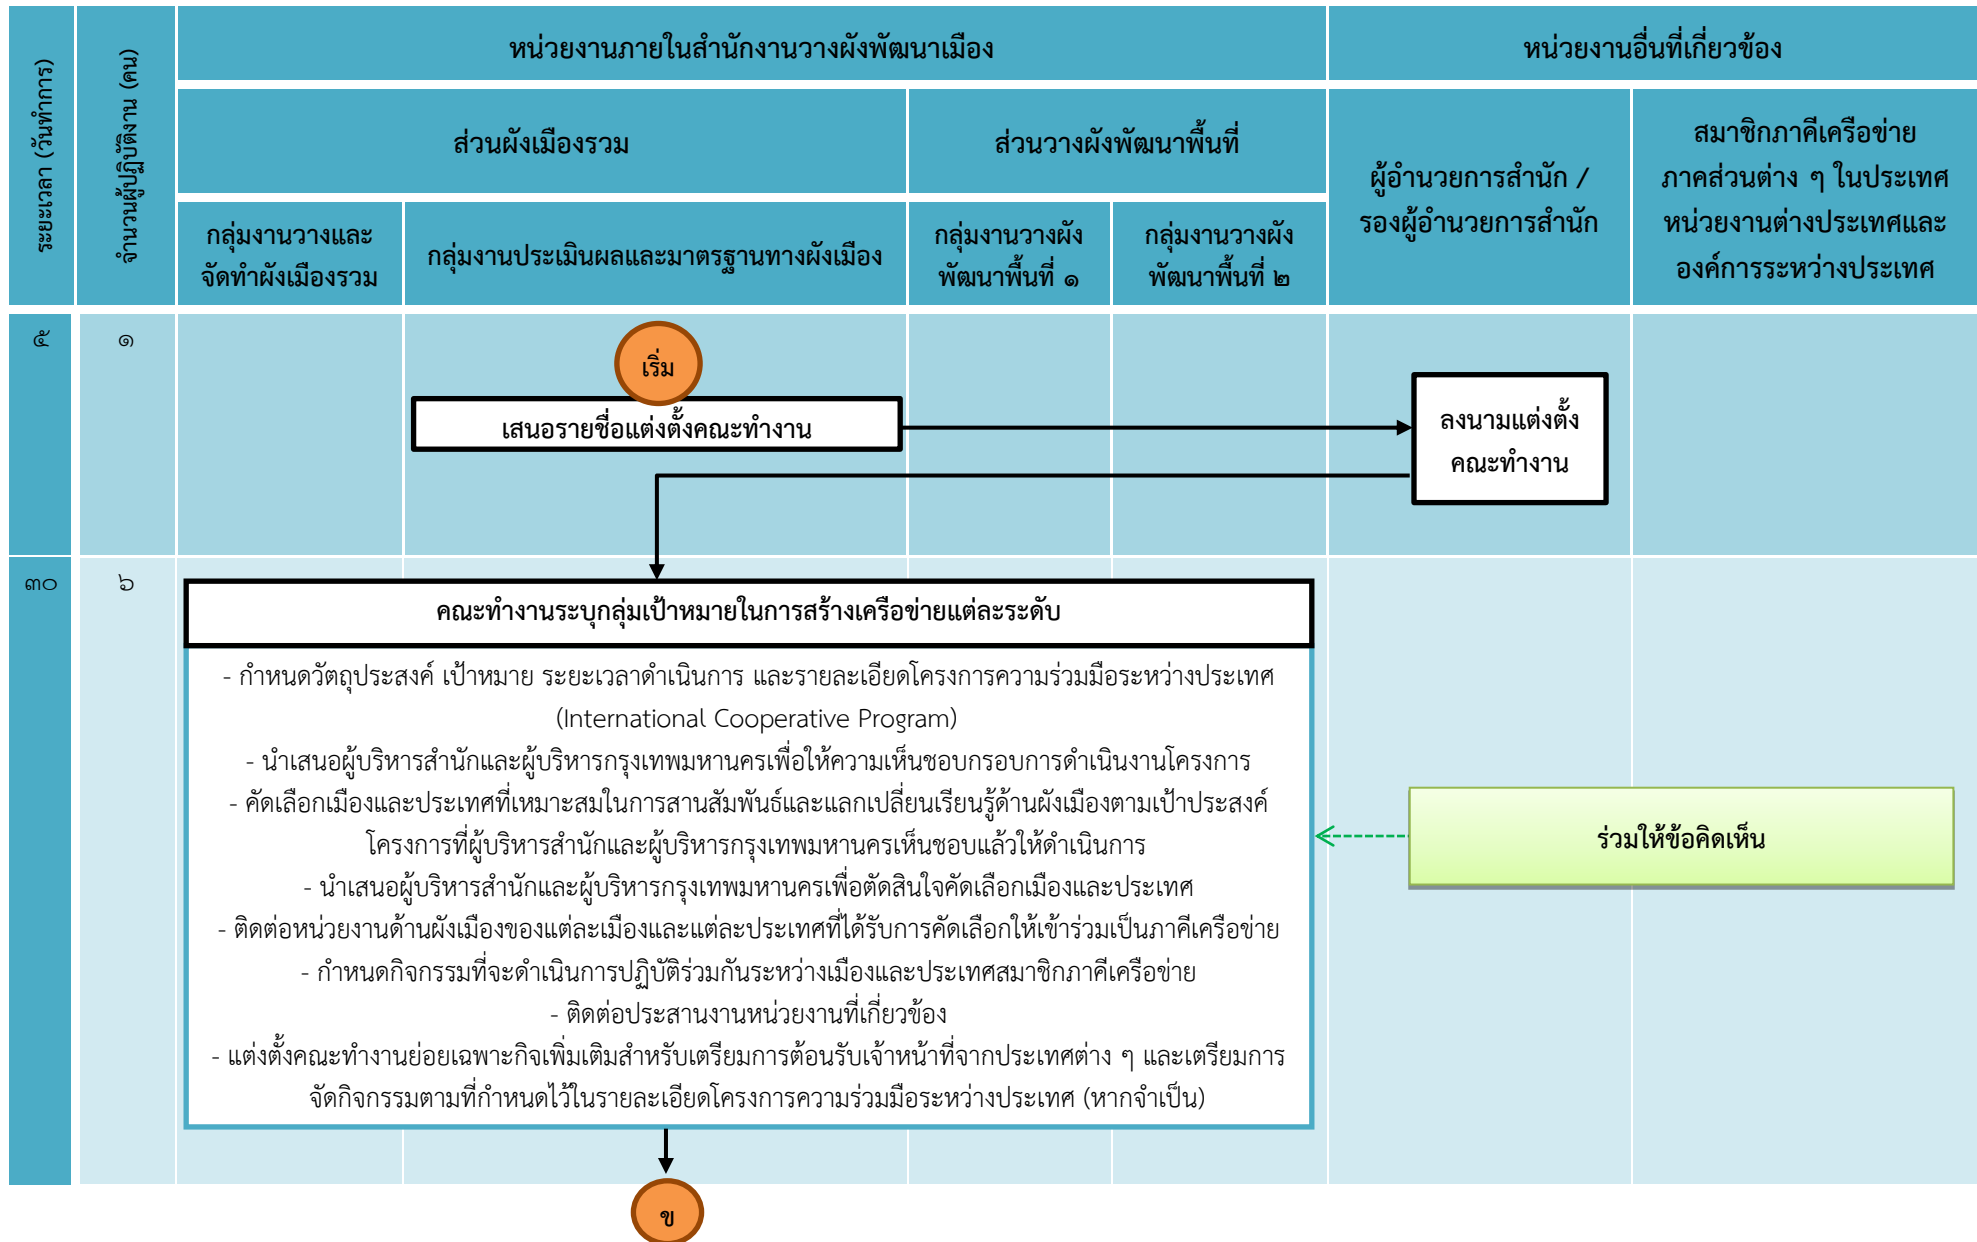 ระยะเวลา (วันทำการ)
จำนวนผู้ปฏิบัติงาน (คน)
หน่วยงานภายในสำนักงานวางผังพัฒนาเมือง
หน่วยงานอื่นที่เกี่ยวข้อง
ส่วนผังเมืองรวม
ส่วนวางผังพัฒนาพื้นที่
ผู้อำนวยการสำนัก /
รองผู้อำนวยการสำนัก
สมาชิกภาคีเครือข่าย
ภาคส่วนต่าง ๆ ในประเทศ
หน่วยงานต่างประเทศและ
องค์การระหว่างประเทศ
กลุ่มงานวางและ
จัดทำผังเมืองรวม
กลุ่มงานประเมินผลและมาตรฐานทางผังเมือง
กลุ่มงานวางผัง
พัฒนาพื้นที่ ๑
กลุ่มงานวางผัง
พัฒนาพื้นที่ ๒
๕
๑
เริ่ม
เสนอรายชื่อแต่งตั้งคณะทำงาน
ลงนามแต่งตั้ง
คณะทำงาน
๓๐
๖
คณะทำงานระบุกลุ่มเป้าหมายในการสร้างเครือข่ายแต่ละระดับ
- กำหนดวัตถุประสงค์ เป้าหมาย ระยะเวลาดำเนินการ และรายละเอียดโครงการความร่วมมือระหว่างประเทศ
(International Cooperative Program)
- นำเสนอผู้บริหารสำนักและผู้บริหารกรุงเทพมหานครเพื่อให้ความเห็นชอบกรอบการดำเนินงานโครงการ
- คัดเลือกเมืองและประเทศที่เหมาะสมในการสานสัมพันธ์และแลกเปลี่ยนเรียนรู้ด้านผังเมืองตามเป้าประสงค์
โครงการที่ผู้บริหารสำนักและผู้บริหารกรุงเทพมหานครเห็นชอบแล้วให้ดำเนินการ
- นำเสนอผู้บริหารสำนักและผู้บริหารกรุงเทพมหานครเพื่อตัดสินใจคัดเลือกเมืองและประเทศ
- ติดต่อหน่วยงานด้านผังเมืองของแต่ละเมืองและแต่ละประเทศที่ได้รับการคัดเลือกให้เข้าร่วมเป็นภาคีเครือข่าย
- กำหนดกิจกรรมที่จะดำเนินการปฏิบัติร่วมกันระหว่างเมืองและประเทศสมาชิกภาคีเครือข่าย
- ติดต่อประสานงานหน่วยงานที่เกี่ยวข้อง
- แต่งตั้งคณะทำงานย่อยเฉพาะกิจเพิ่มเติมสำหรับเตรียมการต้อนรับเจ้าหน้าที่จากประเทศต่าง ๆ และเตรียมการ
จัดกิจกรรมตามที่กำหนดไว้ในรายละเอียดโครงการความร่วมมือระหว่างประเทศ (หากจำเป็น)
ร่วมให้ข้อคิดเห็น
ข